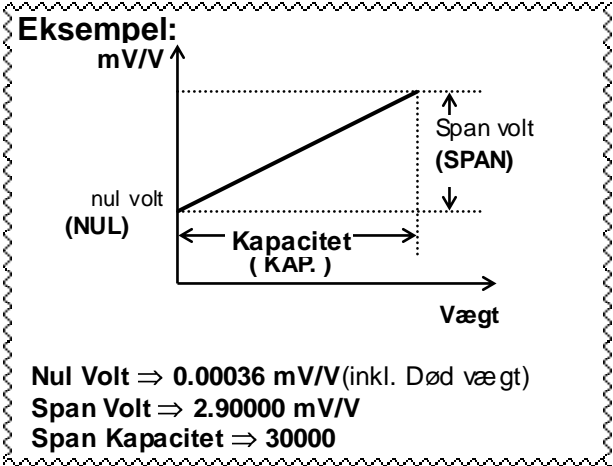 Eksempel:
mV/V
Span volt
(SPAN)
nul volt
(NUL)
Kapacitet
( KAP. )
Vægt
Nul Volt ⇒ 0.00036 mV/V(inkl. Død vægt)
Span Volt ⇒ 2.90000 mV/V
Span Kapacitet ⇒ 30000